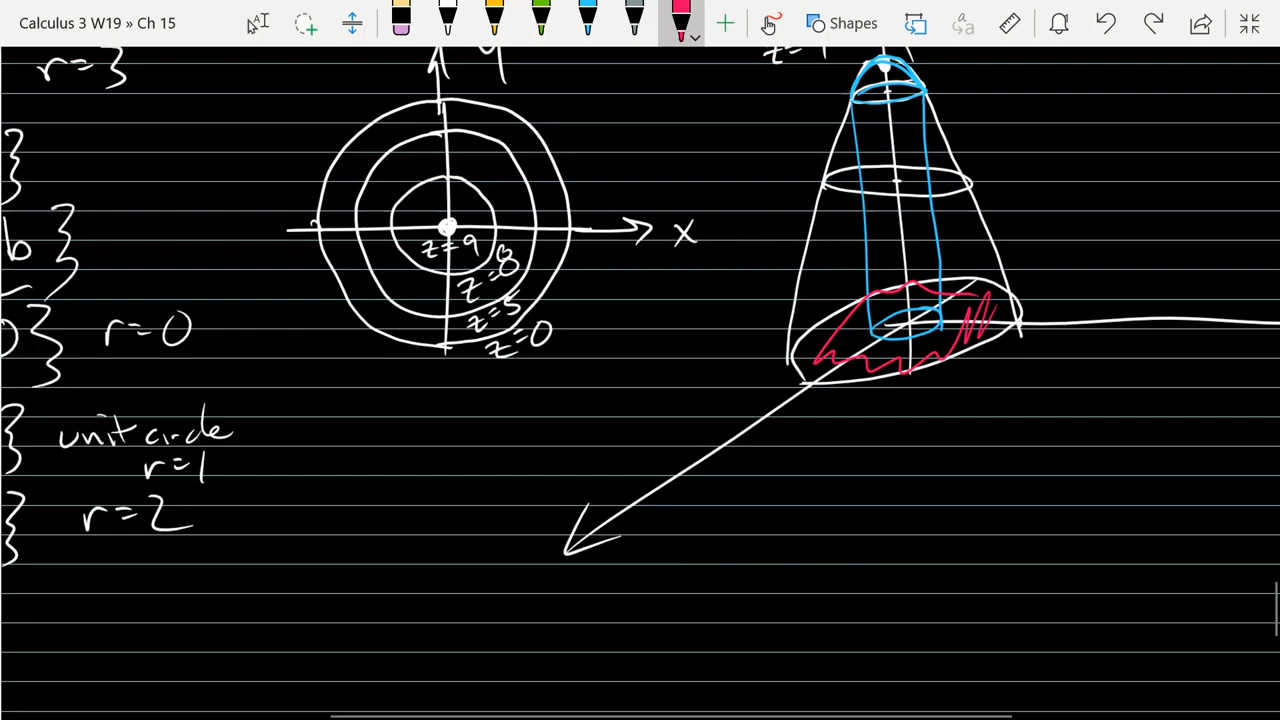 Calculus 3 W19 » Ch 15
Shapes
r=3
y
x
z=9
z=8
z=5
z=0
b
r=0
unit circle
r=1
r=2